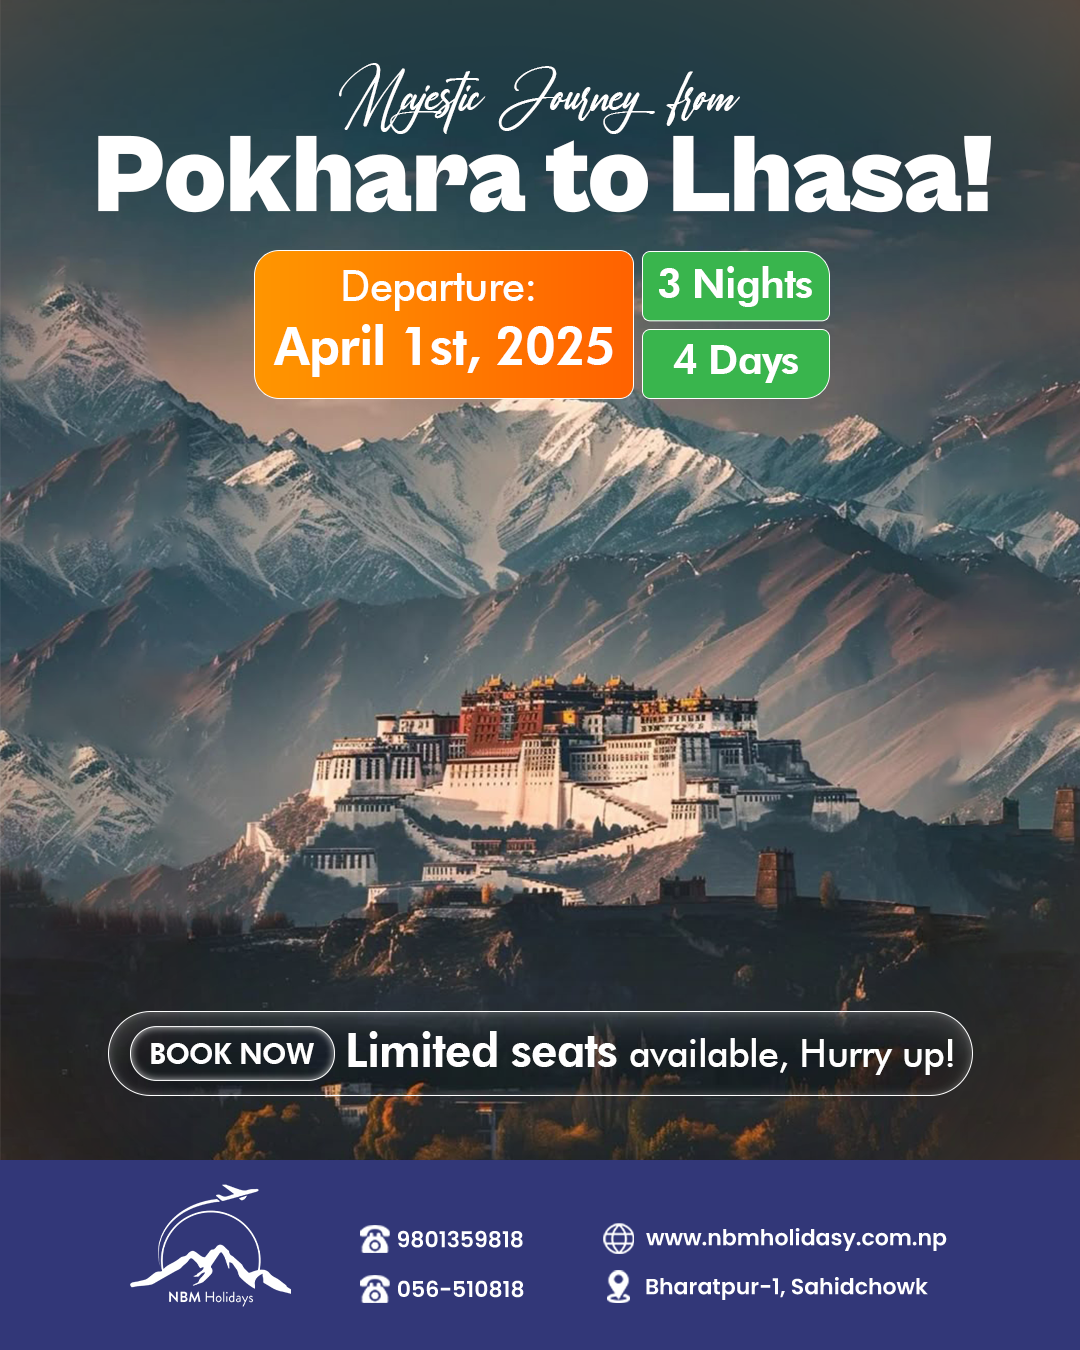 Majestic Journey from
Pokhara to Lhasa!
Departure:
April 1st, 2025
3 Nights
4 Days
BOOK NOW Limited seats available, Hurry up!
NBM Holidays
9801359818
056-510818
www.nbmholidasy.com.np
Bharatpur-1, Sahidchowk